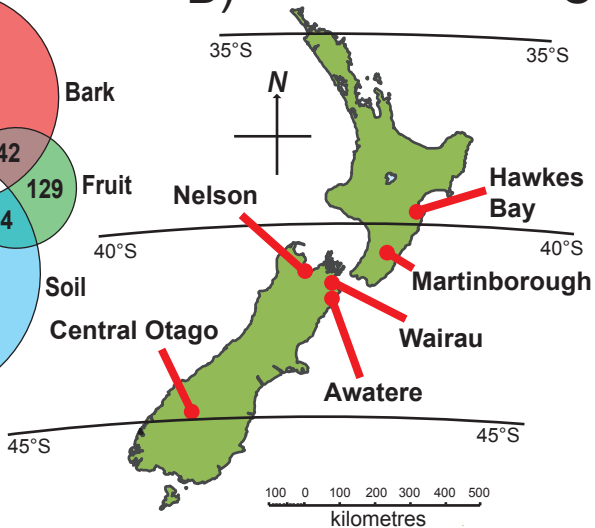 B)
35°S
35°S
Bark
N
42
129
Fruit
4
Nelson
Hawkes
Bay
40°S
40°S
Soil
Martinborough
Central Otago
Wairau
Awatere
45°S
45°S
100 0 100 200 300 400 500
kilometres